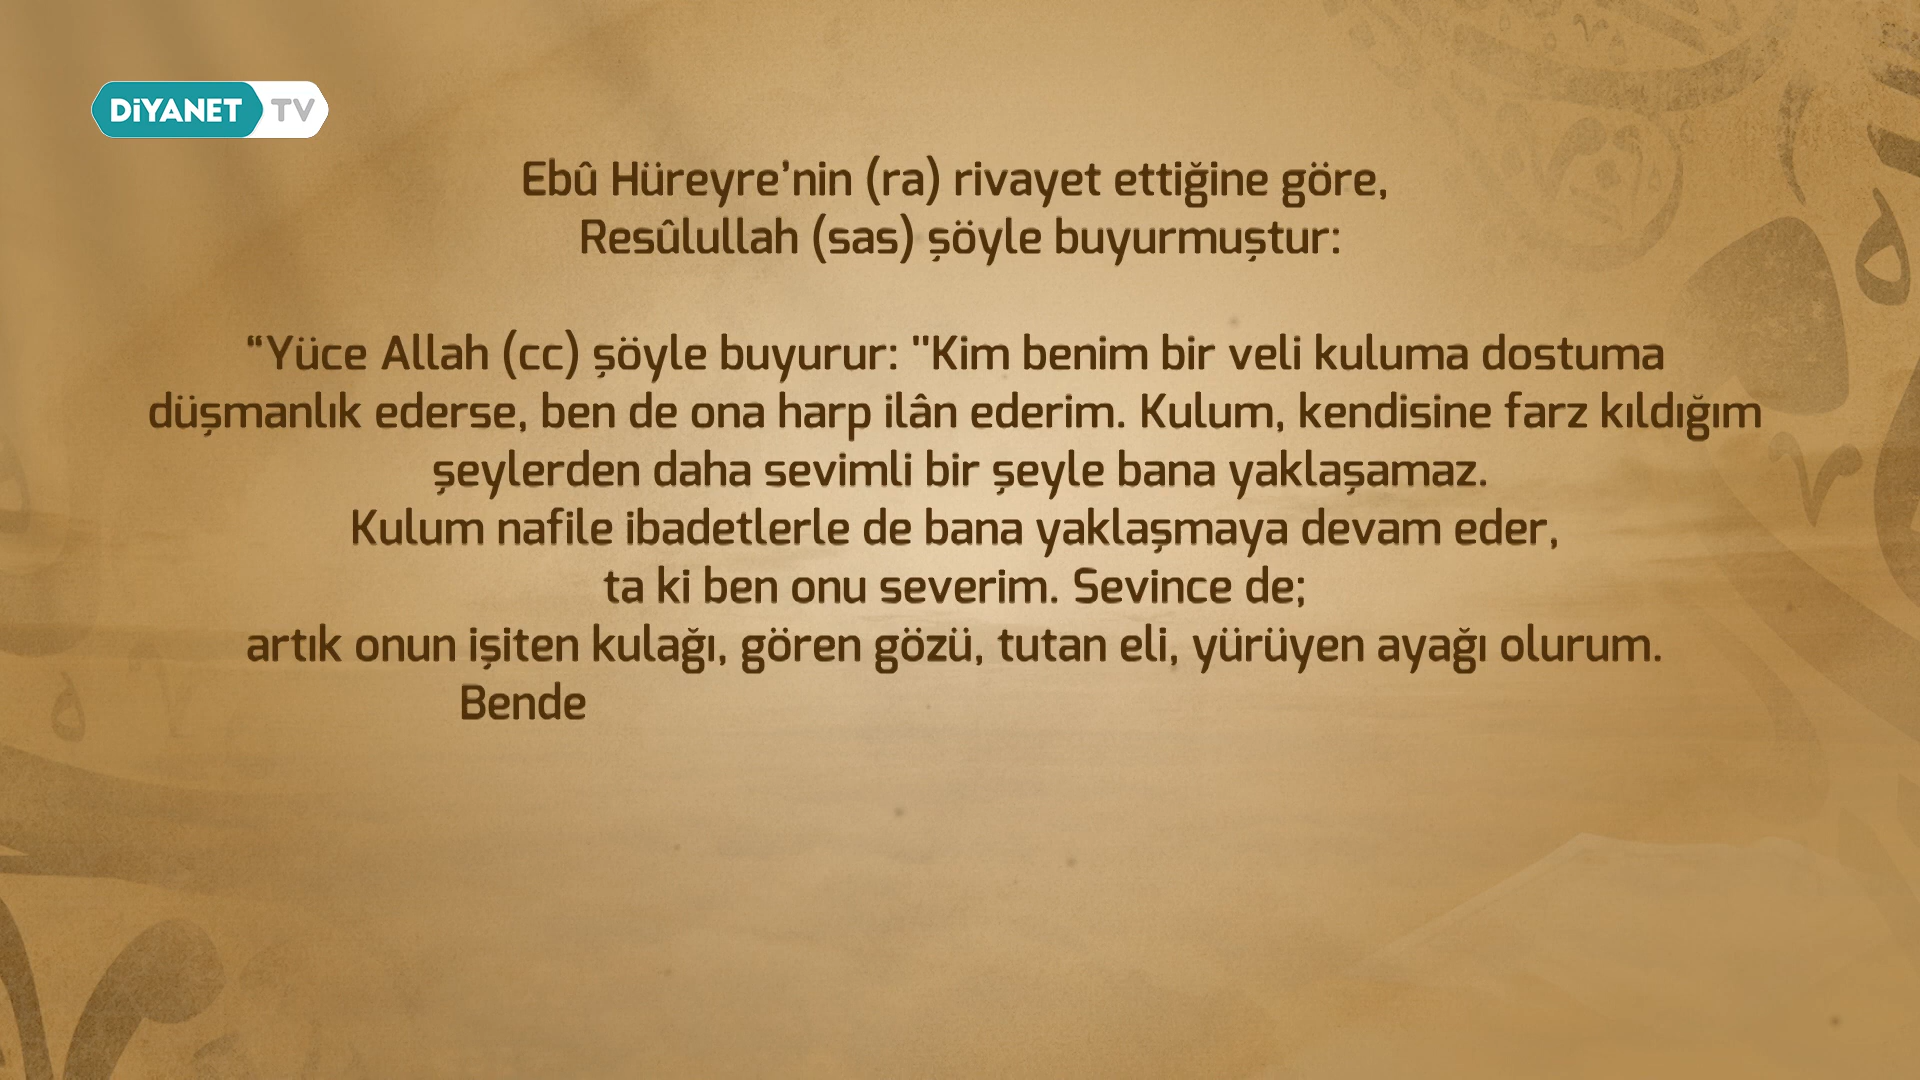 DiYANET TV
Ebû Hüreyre’nin (ra) rivayet ettiğine göre,
Resûlullah (sas) şöyle buyurmuştur:
“Yüce Allah (cc) şöyle buyurur: ''Kim benim bir veli kuluma dostuma
düşmanlık ederse, ben de ona harp ilân ederim. Kulum, kendisine farz kıldığım
şeylerden daha sevimli bir şeyle bana yaklaşamaz.
Kulum nafile ibadetlerle de bana yaklaşmaya devam eder,
ta ki ben onu severim. Sevince de;
artık onun işiten kulağı, gören gözü, tutan eli, yürüyen ayağı olurum.
Bende